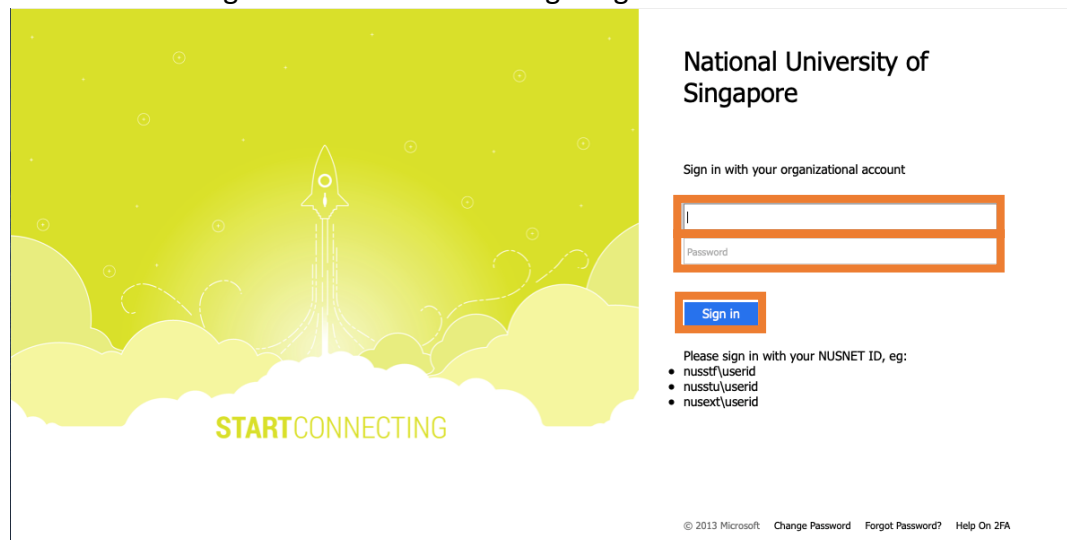 National University of
Singapore
Sign in with your organizational account
Password
Sign in
Please sign in with your NUSNET ID, eg:
• nusstf\userid
• nusstu\userid
• nusext\userid
STARTCONNECTING
© 2013 Microsoft Change Password Forgot Password? Help On 2FA